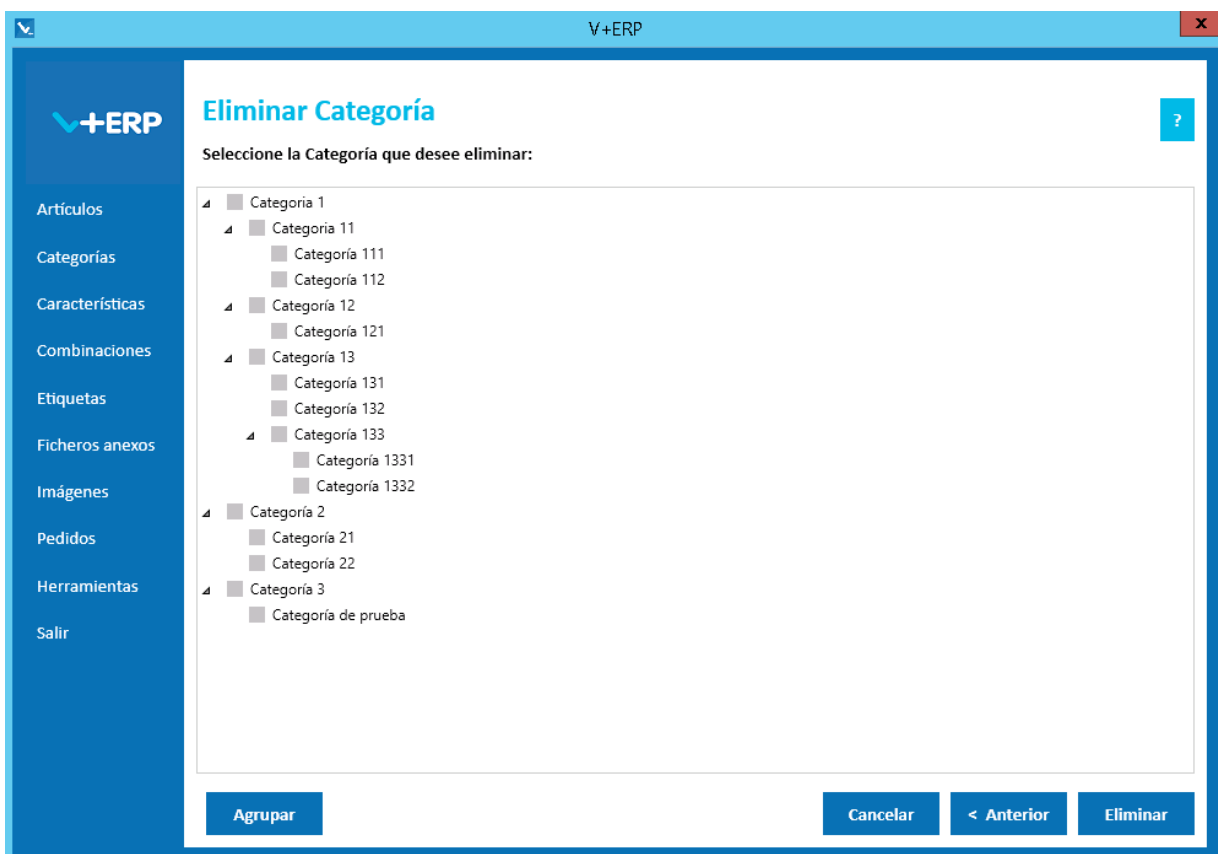 V+ERP
x
V+ERP
Eliminar Categoría
?
Seleccione la Categoría que desee eliminar:
Artículos
Categorías
Características
Combinaciones
Etiquetas
Ficheros anexos
Imágenes
Pedidos
Herramientas
Salir
Categoria 1
Categoria 11
Categoría 111
Categoría 112
Categoría 12
Categoría 121
Categoría 13
Categoría 131
Categoría 132
Categoría 133
Categoría 1331
Categoría 1332
Categoría 2
Categoría 21
Categoría 22
Categoría 3
Categoría de prueba
Agrupar
Cancelar
< Anterior
Eliminar